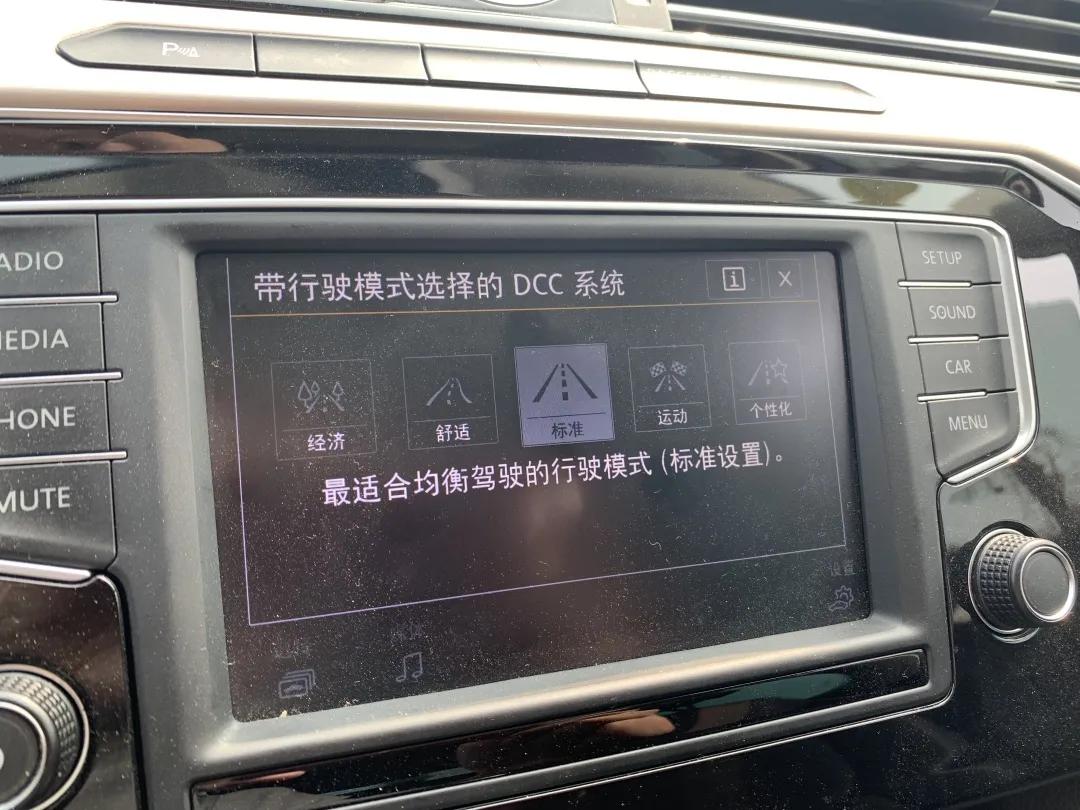 P
ADIO
MEDIA
HONE
MUTE
带行驶模式选择的 DCC 系统
i X
经济 舒适 标准 运动 个性化
最适合均衡驾驶的行驶模式 (标准设置)。
设置
SETUP
SOUND
CAR
MENU